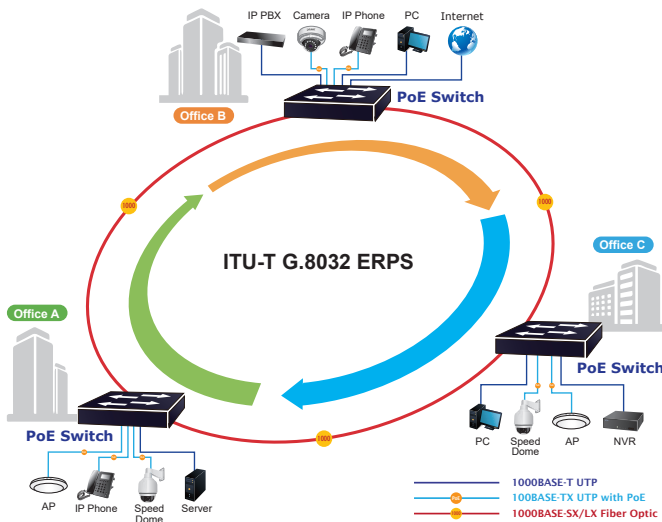 IP PBX
Camera
IP Phone
PC
Internet
PoE Switch
Office B
1000
1000
ITU-T G.8032 ERPS
Office C
Office A
PoE Switch
PoE Switch
1000
PC
Speed
Dome
AP
NVR
AP
IP Phone
Speed
Dome
Server
1000BASE-T UTP
PoE
100BASE-TX UTP with PoE
1000
1000BASE-SX/LX Fiber Optic